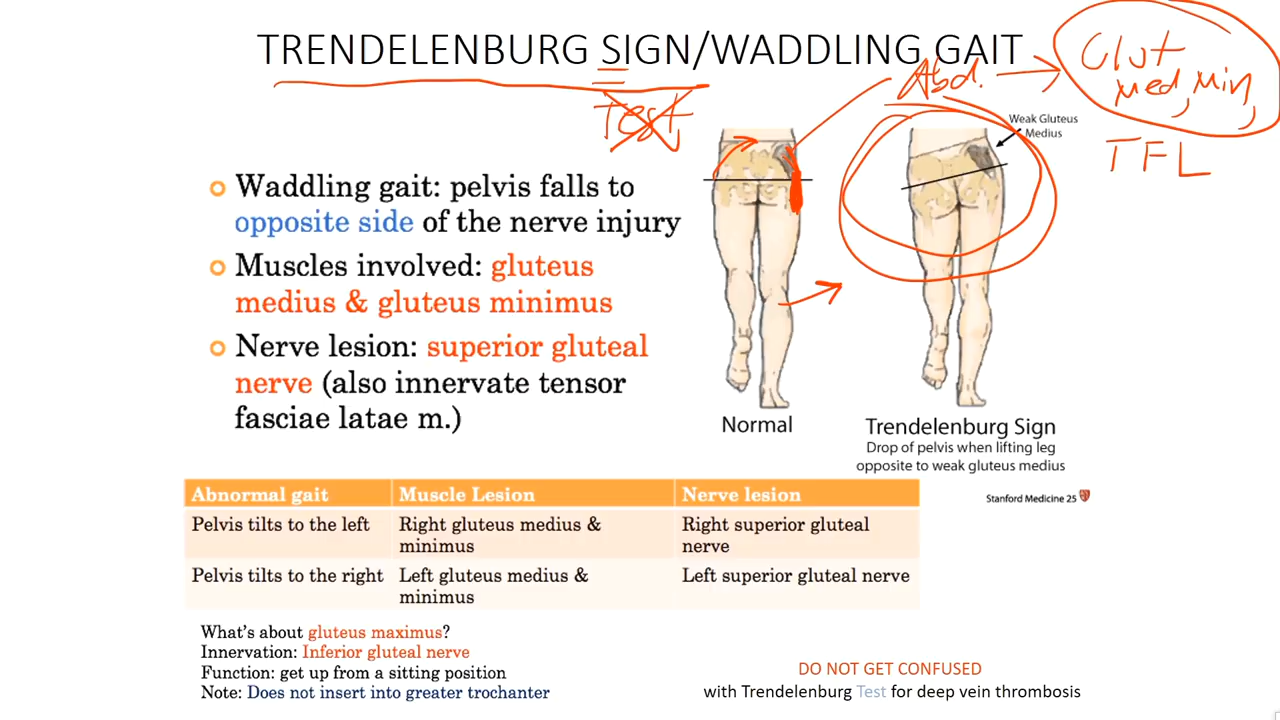 TRENDELENBURG SIGN/WADDLING GAIT
Test
Abd.
Glut
Med, Min,
TFL
Waddling gait: pelvis falls to
opposite side of the nerve injury
Muscles involved: gluteus
medius & gluteus minimus
Nerve lesion: superior gluteal
nerve (also innervate tensor
fasciae latae m.)
Weak Gluteus
Medius
Normal
Trendelenburg Sign
Drop of pelvis when lifting leg
opposite to weak gluteus medius
Stanford Medicine 25
Abnormal gait Muscle Lesion Nerve lesion
Pelvis tilts to the left Right gluteus medius & Right superior gluteal
minimus nerve
Pelvis tilts to the right Left gluteus medius & Left superior gluteal nerve
minimus
What's about gluteus maximus?
Innervation: Inferior gluteal nerve
Function: get up from a sitting position
Note: Does not insert into greater trochanter
DO NOT GET CONFUSED
with Trendelenburg Test for deep vein thrombosis